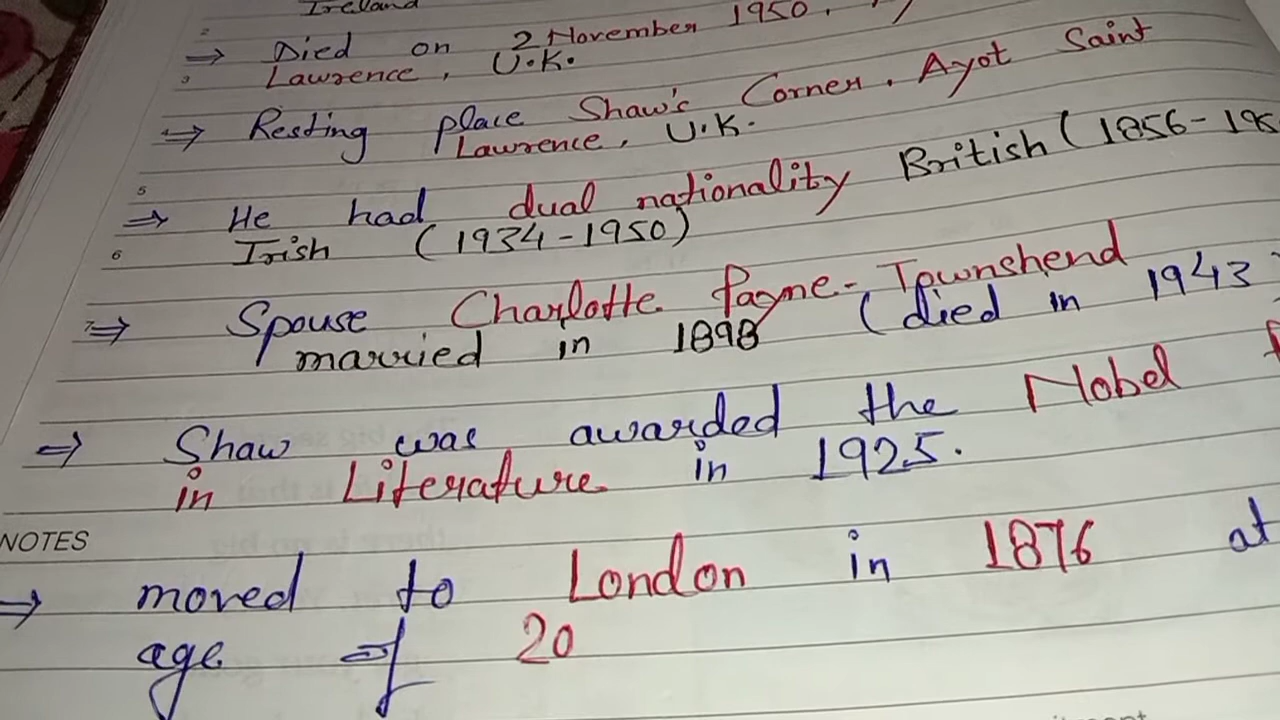 Ireland
⇒ Died on 2 November 1950,
Lawrence, U.K.
⇒ Resting place Shaw's Corner, Ayot Saint
Lawrence, U.K.
⇒ He had dual nationality British (1856-19
Irish (1934-1950)
⇒ Spouse Charlotte Payne-Townshend
married in 1898 (died in 1943
⇒ Shaw was awarded the Nobel
in Literature in 1925.
NOTES
⇒ moved to London in 1876 at
age of 20